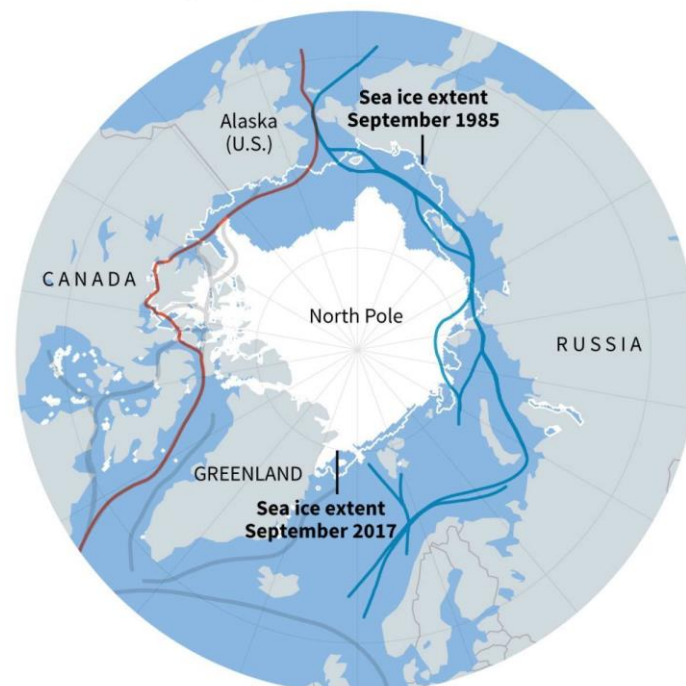 Sea ice extent
September 1985
Alaska
(U.S.)
CANADA
North Pole
RUSSIA
GREENLAND
Sea ice extent
September 2017